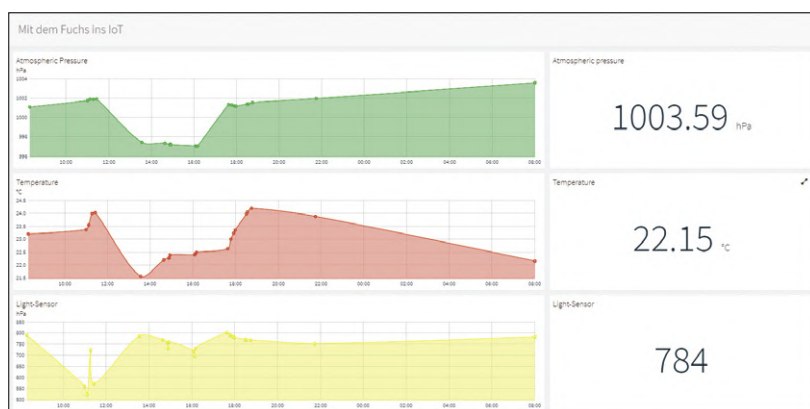 Mit dem Fuchs ins IoT
Atmospheric Pressure
hPa
1004
1002
1000
998
996
10:00 12:00 14:00 16:00 18:00 20:00 22:00 00:00 02:00 04:00 06:00 08:00
Atmospheric pressure
1003.59 hPa
Temperature
°C
24.5
24.0
23.5
23.0
22.5
22.0
21.5
10:00 12:00 14:00 16:00 18:00 20:00 22:00 00:00 02:00 04:00 06:00 08:00
Temperature
22.15 °C
Light-Sensor
hPa
850
800
750
700
650
600
550
500
10:00 12:00 14:00 16:00 18:00 20:00 22:00 00:00 02:00 04:00 06:00 08:00
Light-Sensor
784